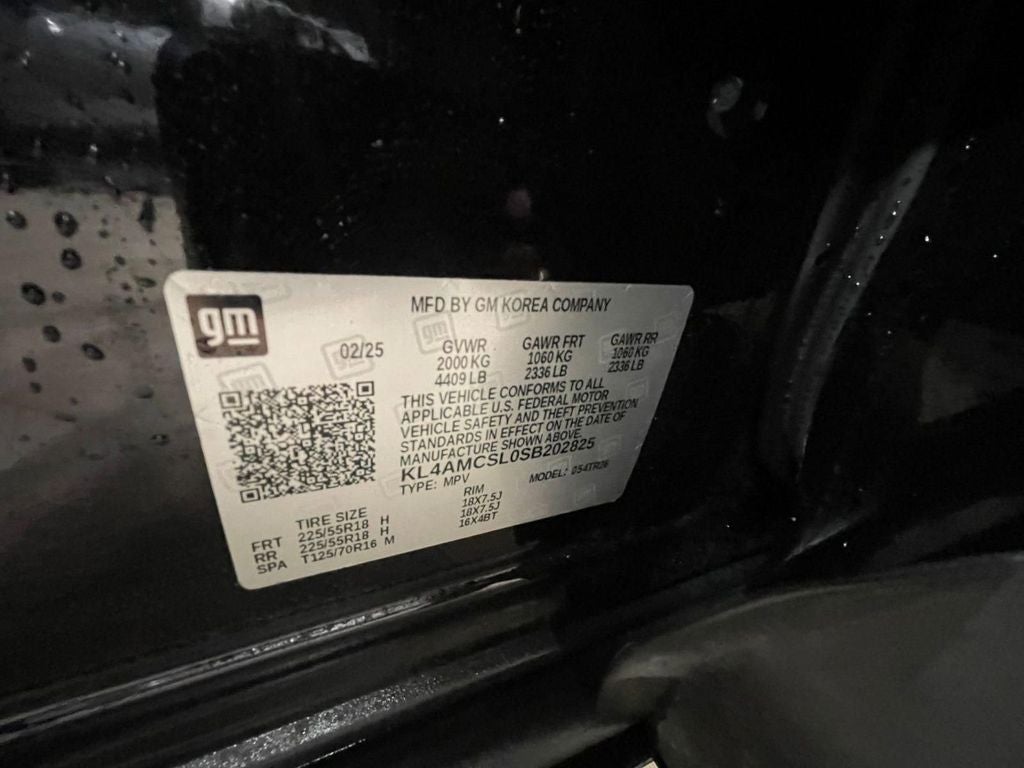 gm
MFD BY GM KOREA COMPANY
02/25
GVWR GAWR FRT GAWR RR
2000 KG 1060 KG 1060 KG
4409 LB 2336 LB 2336 LB
THIS VEHICLE CONFORMS TO ALL
APPLICABLE U.S. FEDERAL MOTOR
VEHICLE SAFETY AND THEFT PREVENTION
STANDARDS IN EFFECT ON THE DATE OF
MANUFACTURE SHOWN ABOVE.
KL4AMCSL0SB202825
TYPE: MPV MODEL: 054TR26
TIRE SIZE RIM
FRT 225/55R18 H 18X7.5J
RR 225/55R18 H 18X7.5J
SPA T125/70R16 M 16X4BT